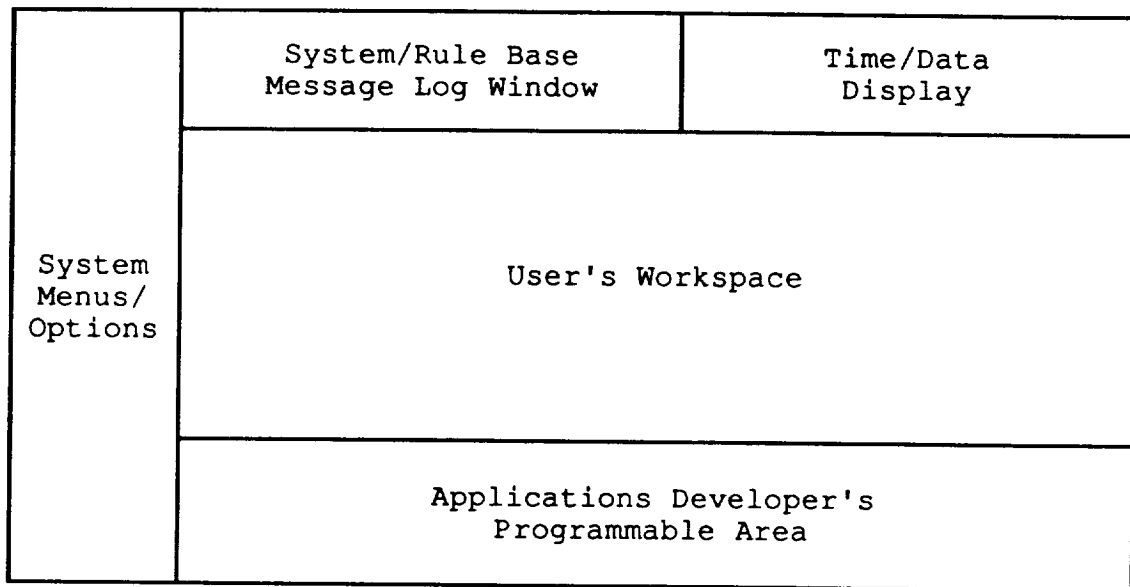 System/Rule Base
Message Log Window
Time/Data
Display
System
Menus/
Options
User's Workspace
Applications Developer's
Programmable Area